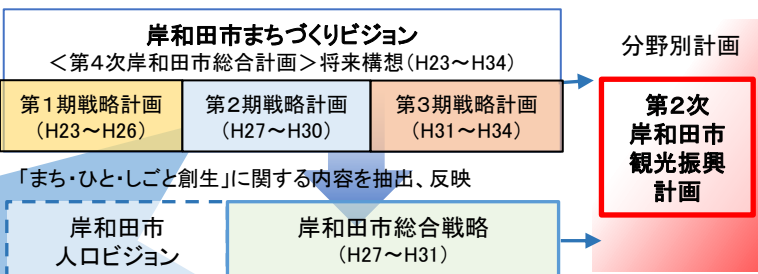 岸和田市まちづくりビジョン
＜第４次岸和田市総合計画＞将来構想(H23～H34)
第１期戦略計画
(H23～H26)
第２期戦略計画
(H27～H30)
第３期戦略計画
(H31～H34)
「まち・ひと・しごと創生」に関する内容を抽出、反映
岸和田市
人口ビジョン
岸和田市総合戦略
(H27～H31)
分野別計画
第２次
岸和田市
観光振興
計画